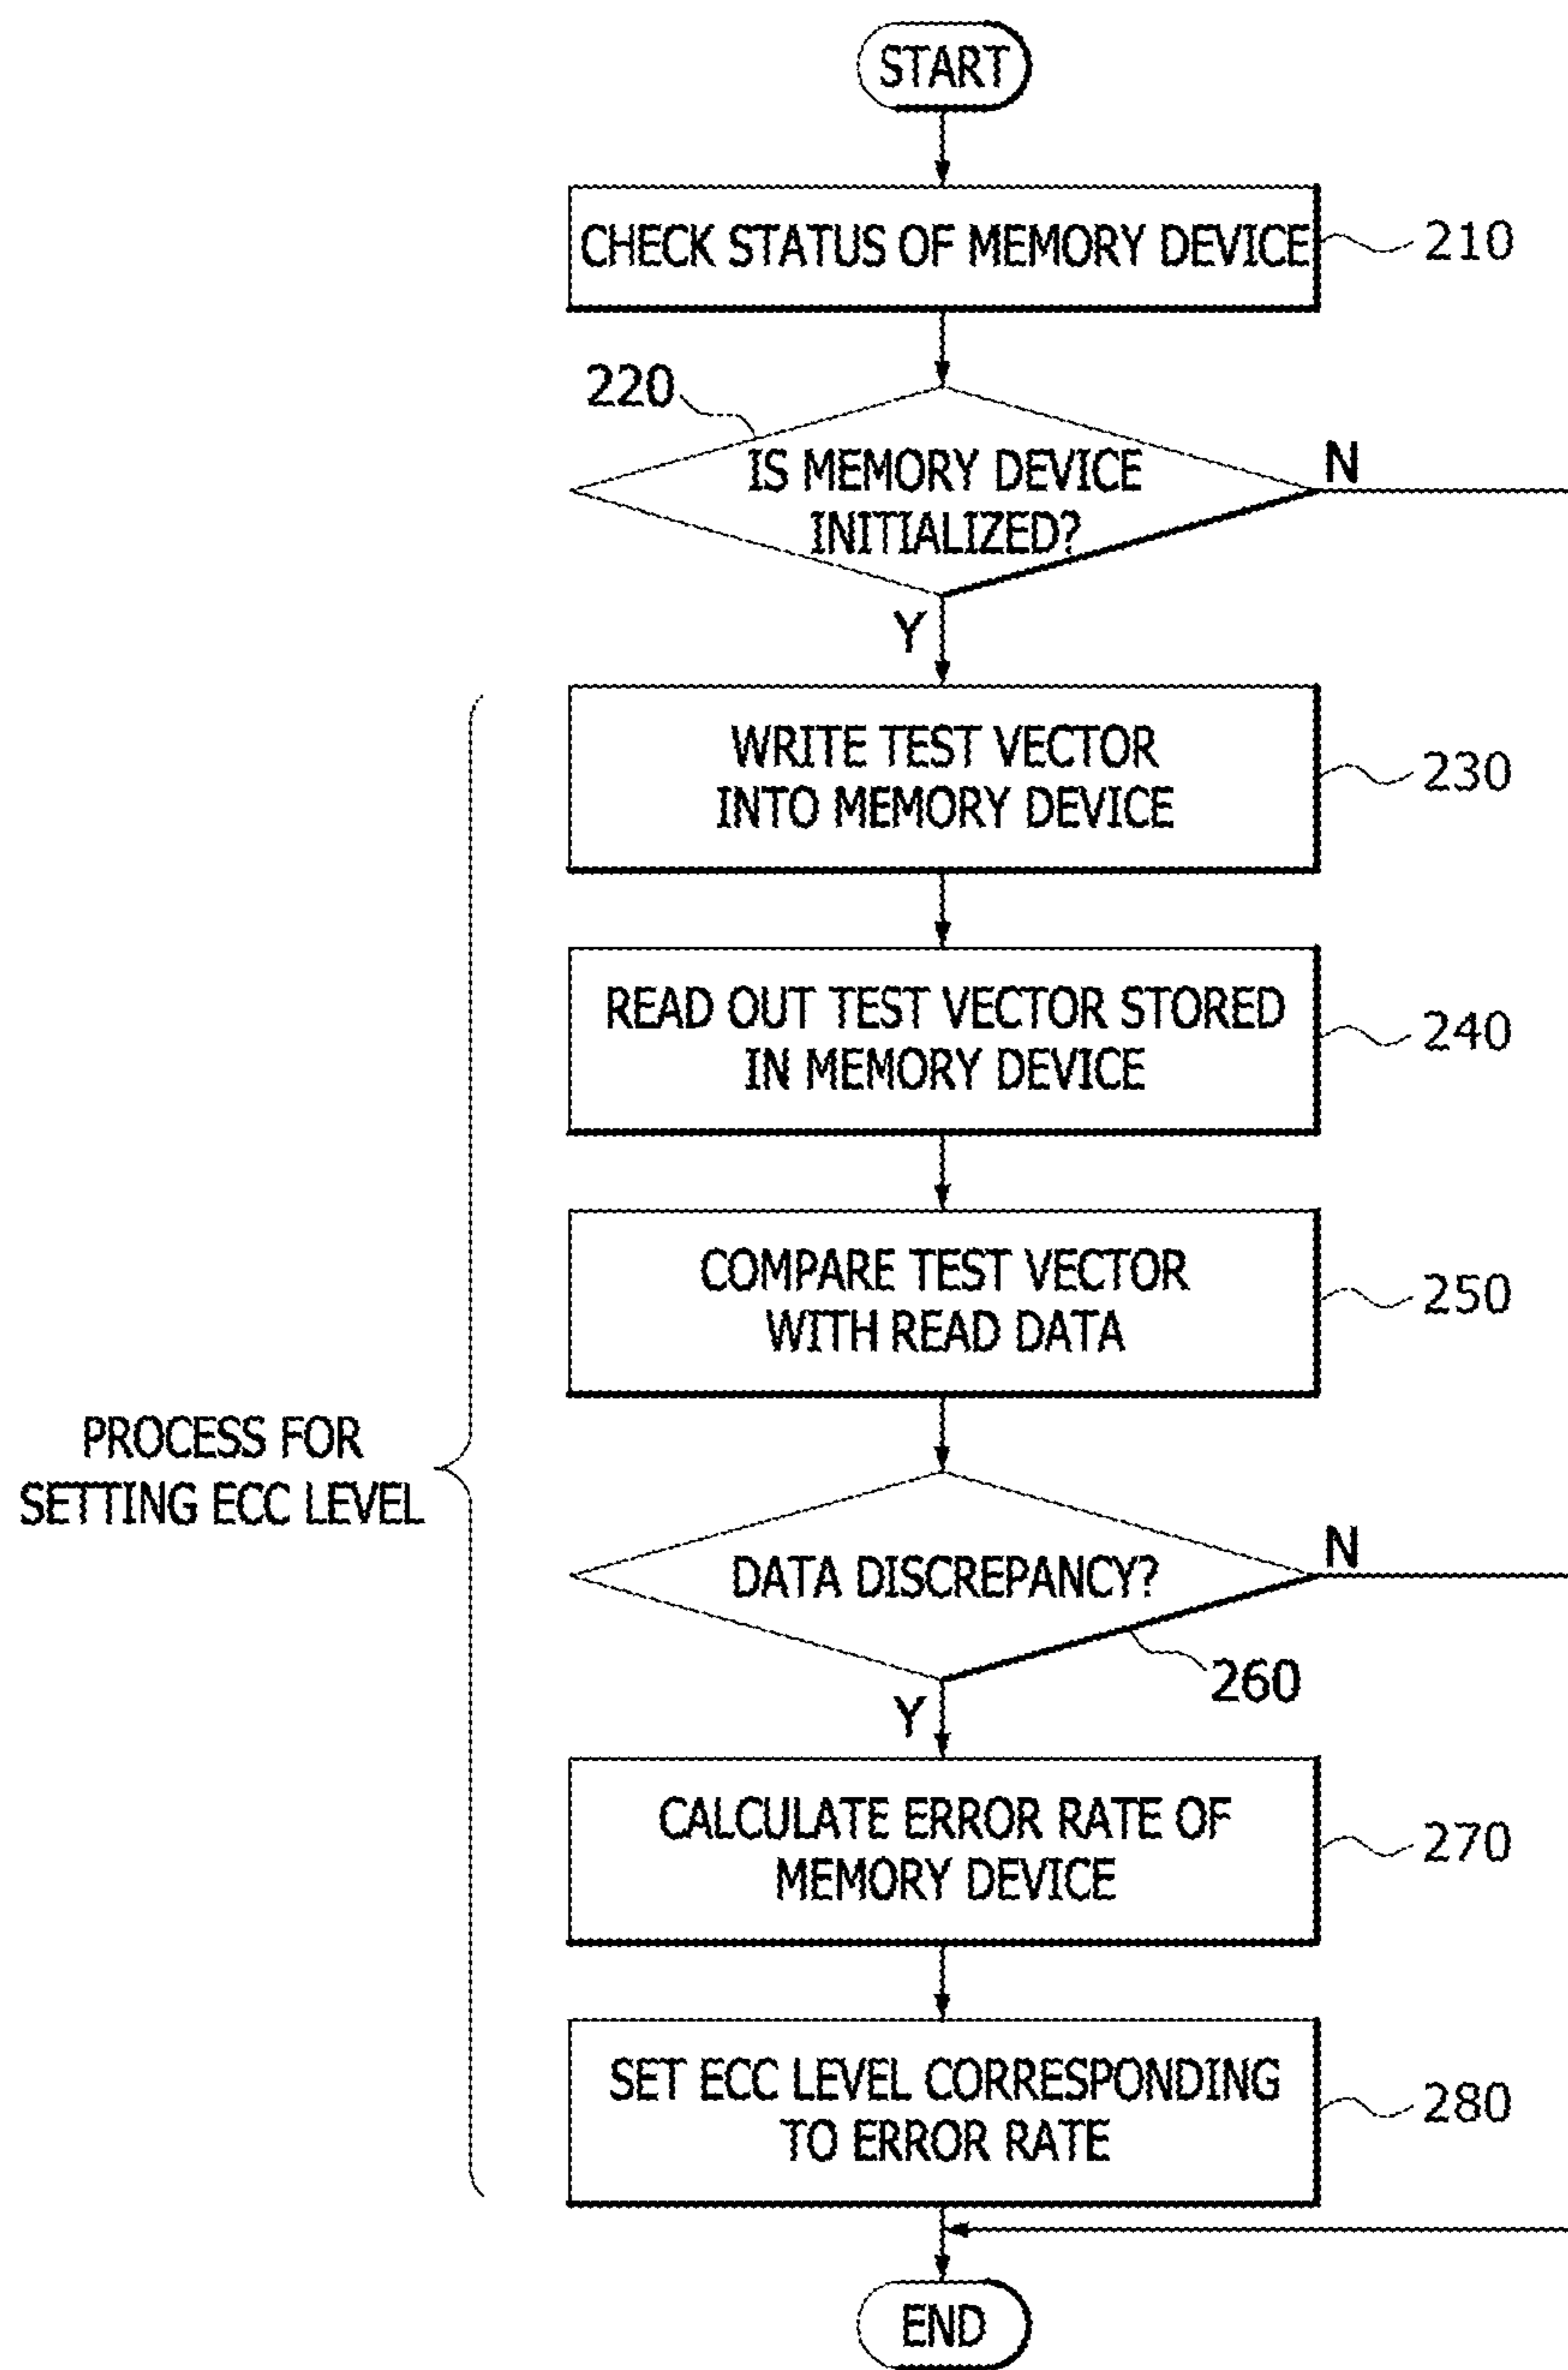 START
CHECK STATUS OF MEMORY DEVICE
210
220
IS MEMORY DEVICE
INITIALIZED?
N
Y
WRITE TEST VECTOR
INTO MEMORY DEVICE
230
READ OUT TEST VECTOR STORED
IN MEMORY DEVICE
240
COMPARE TEST VECTOR
WITH READ DATA
250
PROCESS FOR
SETTING ECC LEVEL
DATA DISCREPANCY?
N
260
Y
CALCULATE ERROR RATE OF
MEMORY DEVICE
270
SET ECC LEVEL CORRESPONDING
TO ERROR RATE
280
END